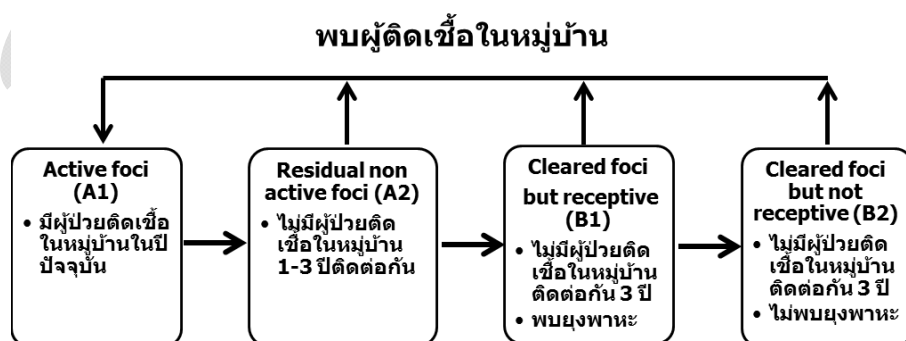 พบผู้ติดเชื้อในหมู่บ้าน
Active foci
(A1)
• มีผู้ป่วยติดเชื้อ
ในหมู่บ้านในปี
ปัจจุบัน
Residual non
active foci (A2)
• ไม่มีผู้ป่วยติด
เชื้อในหมู่บ้าน
1-3 ปีติดต่อกัน
Cleared foci
but receptive
(B1)
• ไม่มีผู้ป่วยติด
เชื้อในหมู่บ้าน
ติดต่อกัน 3 ปี
• พบยุงพาหะ
Cleared foci
but not
receptive (B2)
• ไม่มีผู้ป่วยติด
เชื้อในหมู่บ้าน
ติดต่อกัน 3 ปี
• ไม่พบยุงพาหะ